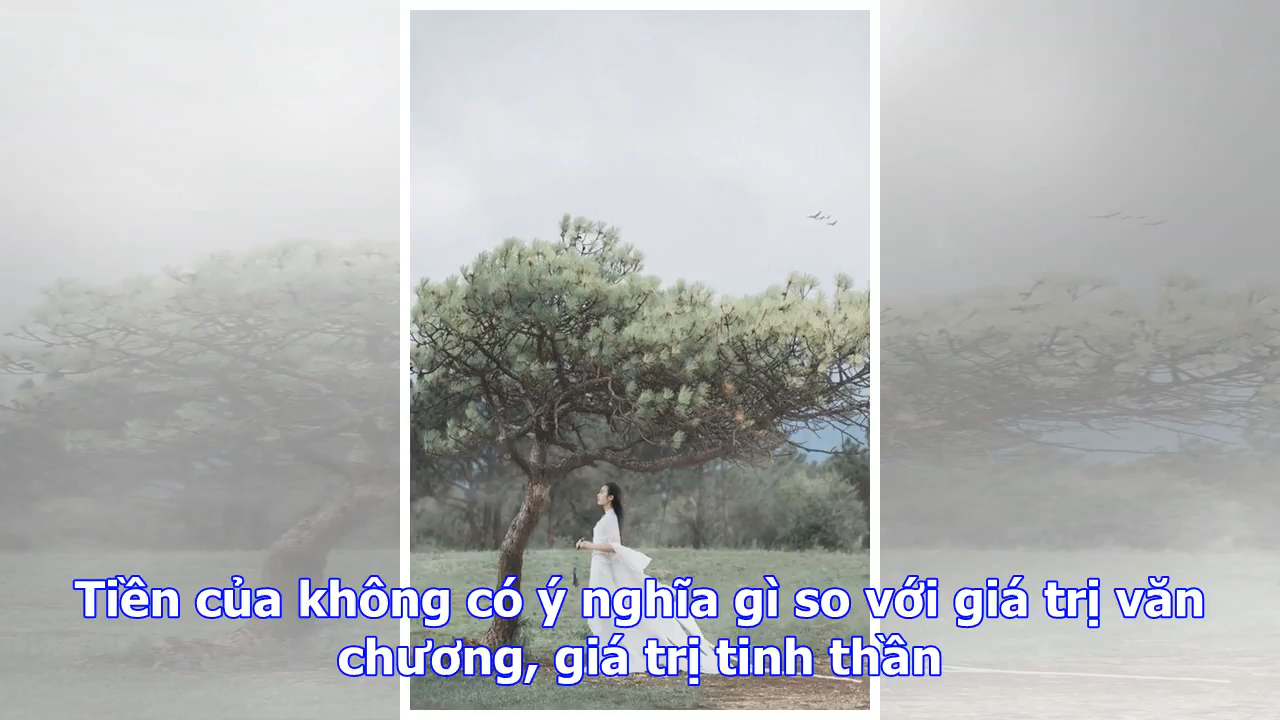 Tiền của không có ý nghĩa gì so với giá trị văn
chương, giá trị tinh thần